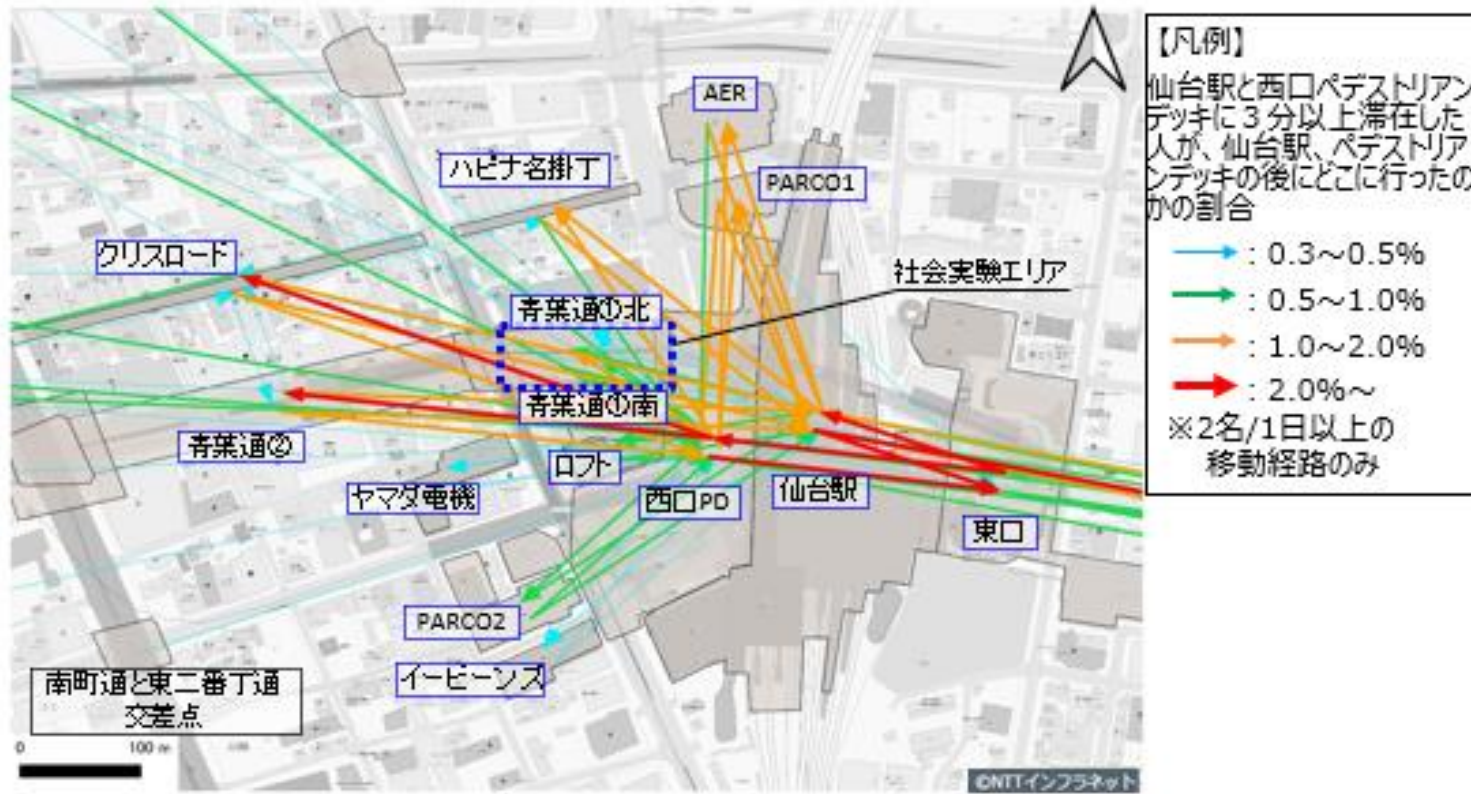 AER
ハピナ名掛丁
PARCO1
クリスロード
社会実験エリア
青葉通①北
青葉通①南
青葉通②
ロフト
ヤマダ電機
西口PD
仙台駅
東口
PARCO2
イービーンズ
南町通と東二番丁通
交差点
0 100 m
©NTTインフラネット
【凡例】
仙台駅と西口ペデストリアン
デッキに3分以上滞在した
人が、仙台駅、ペデストリア
ンデッキの後にどこに行ったの
かの割合
: 0.3～0.5%
: 0.5～1.0%
: 1.0～2.0%
: 2.0%～
※2名/1日以上の
移動経路のみ